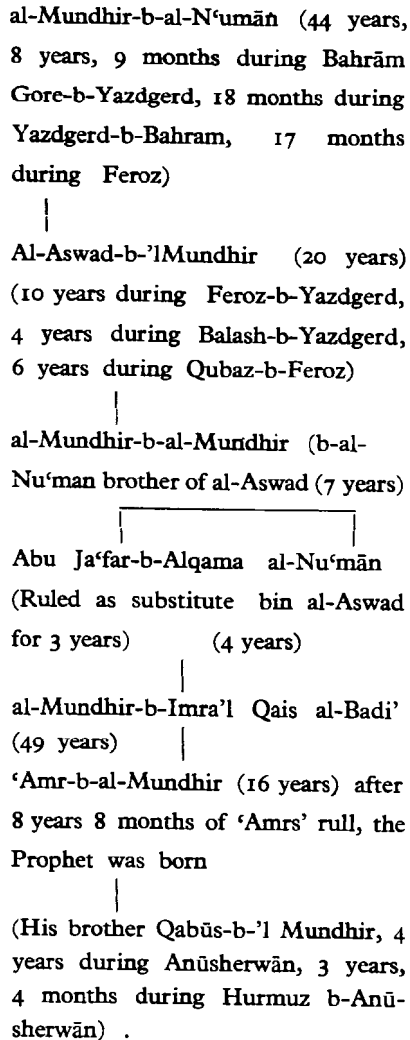 al-Mundhir-b-al-N‘umān (44 years,
8 years, 9 months during Bahrām
Gore-b-Yazdgerd, 18 months during
Yazdgerd-b-Bahram, 17 months
during Feroz)
Al-Aswad-b-’lMundhir (20 years)
(10 years during Feroz-b-Yazdgerd,
4 years during Balash-b-Yazdgerd,
6 years during Qubaz-b-Feroz)
al-Mundhir-b-al-Mundhir (b-al-
Nu‘man brother of al-Aswad (7 years)
Abu Ja‘far-b-Alqama al-Nu‘mān
(Ruled as substitute bin al-Aswad
for 3 years) (4 years)
al-Mundhir-b-Imra’l Qais al-Badi’
(49 years)
‘Amr-b-al-Mundhir (16 years) after
8 years 8 months of ‘Amrs’ rull, the
Prophet was born
(His brother Qabūs-b-’l Mundhir, 4
years during Anūsherwān, 3 years,
4 months during Hurmuz b-Anū-
sherwān) .